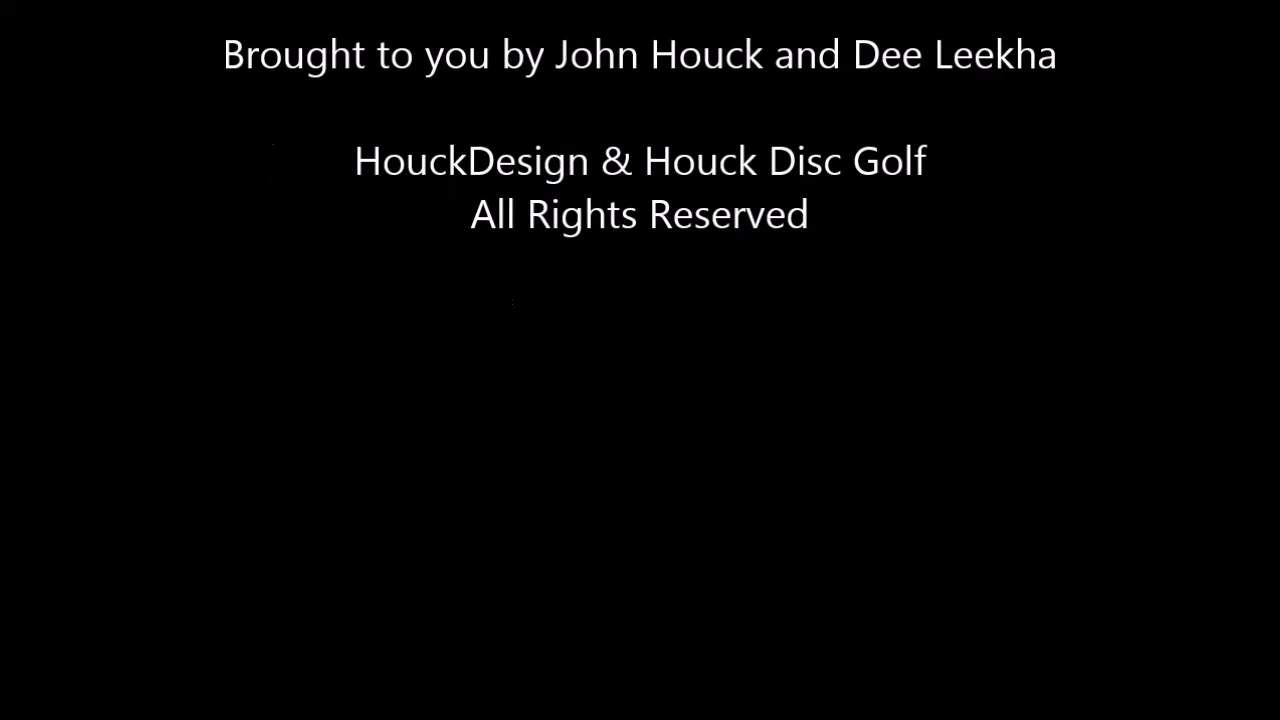 Brought to you by John Houck and Dee Leekha
HouckDesign & Houck Disc Golf
All Rights Reserved